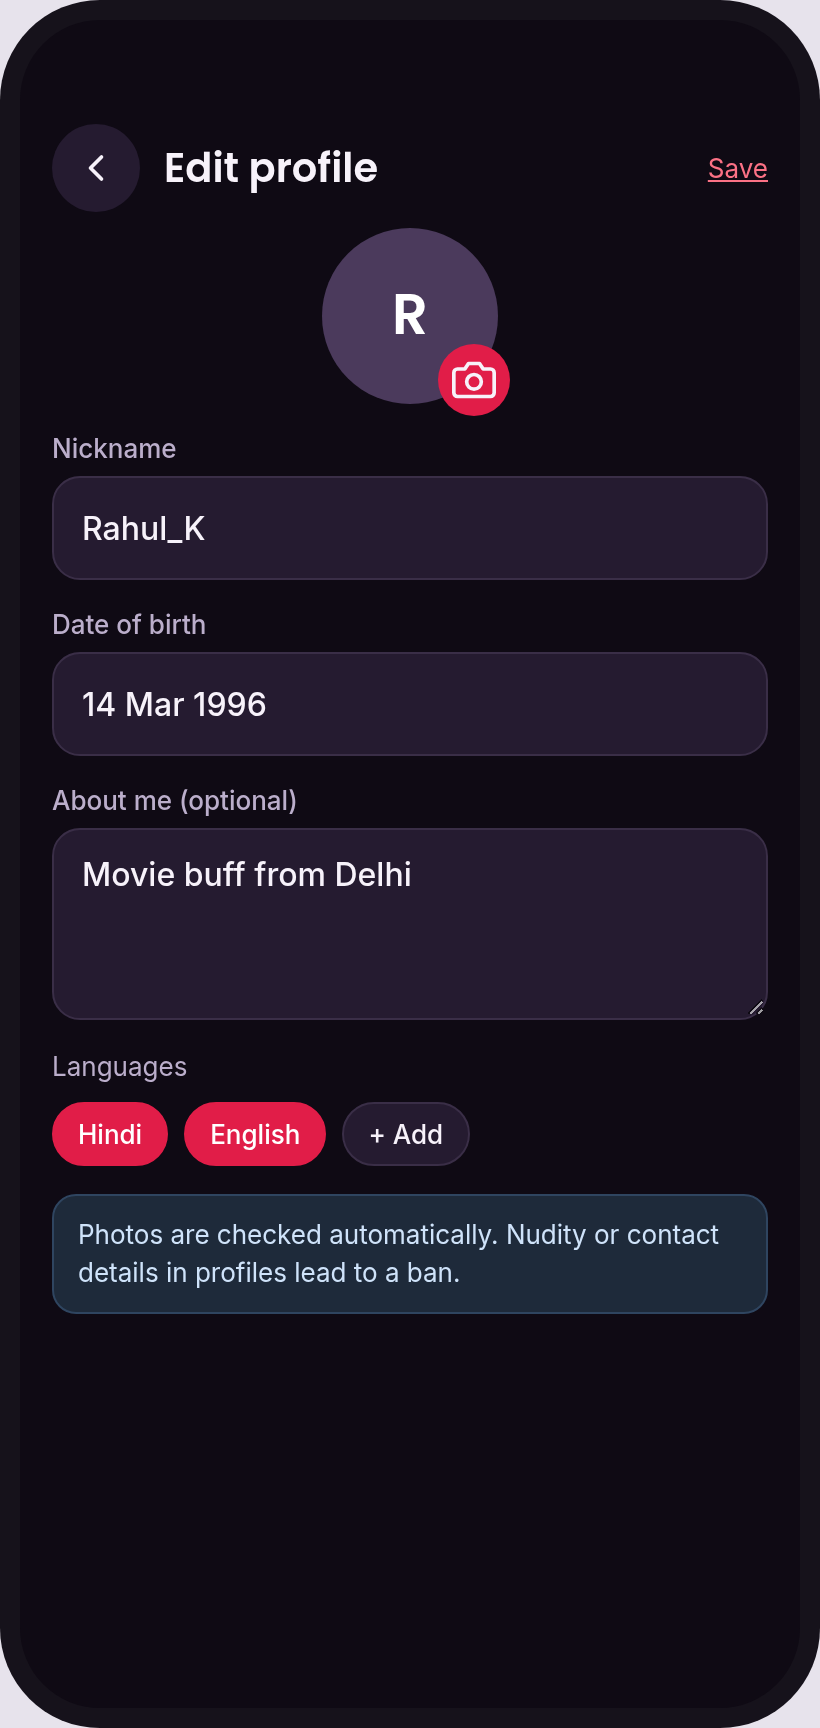 Edit profile
Save
R
Nickname
Rahul_K
Date of birth
14 Mar 1996
About me (optional)
Movie buff from Delhi
Languages
Hindi English + Add
Photos are checked automatically. Nudity or contact
details in profiles lead to a ban.